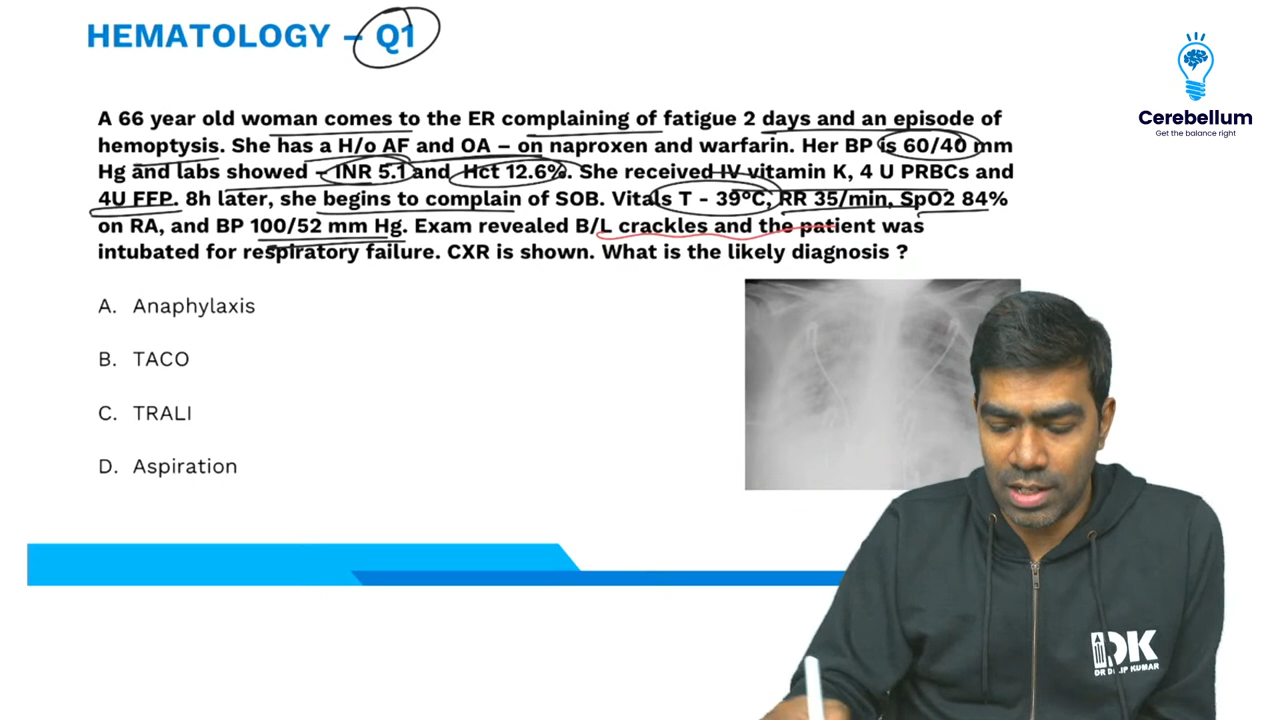 HEMATOLOGY – Q1
Cerebellum
Get the balance right
A 66 year old woman comes to the ER complaining of fatigue 2 days and an episode of
hemoptysis. She has a H/o AF and OA – on naproxen and warfarin. Her BP is 60/40 mm
Hg and labs showed – INR 5.1 and Hct 12.6%. She received IV vitamin K, 4 U PRBCs and
4U FFP. 8h later, she begins to complain of SOB. Vitals T - 39°C, RR 35/min, SpO2 84%
on RA, and BP 100/52 mm Hg. Exam revealed B/L crackles and the patient was
intubated for respiratory failure. CXR is shown. What is the likely diagnosis ?
A. Anaphylaxis
B. TACO
C. TRALI
D. Aspiration
DK
DR DILIP KUMAR